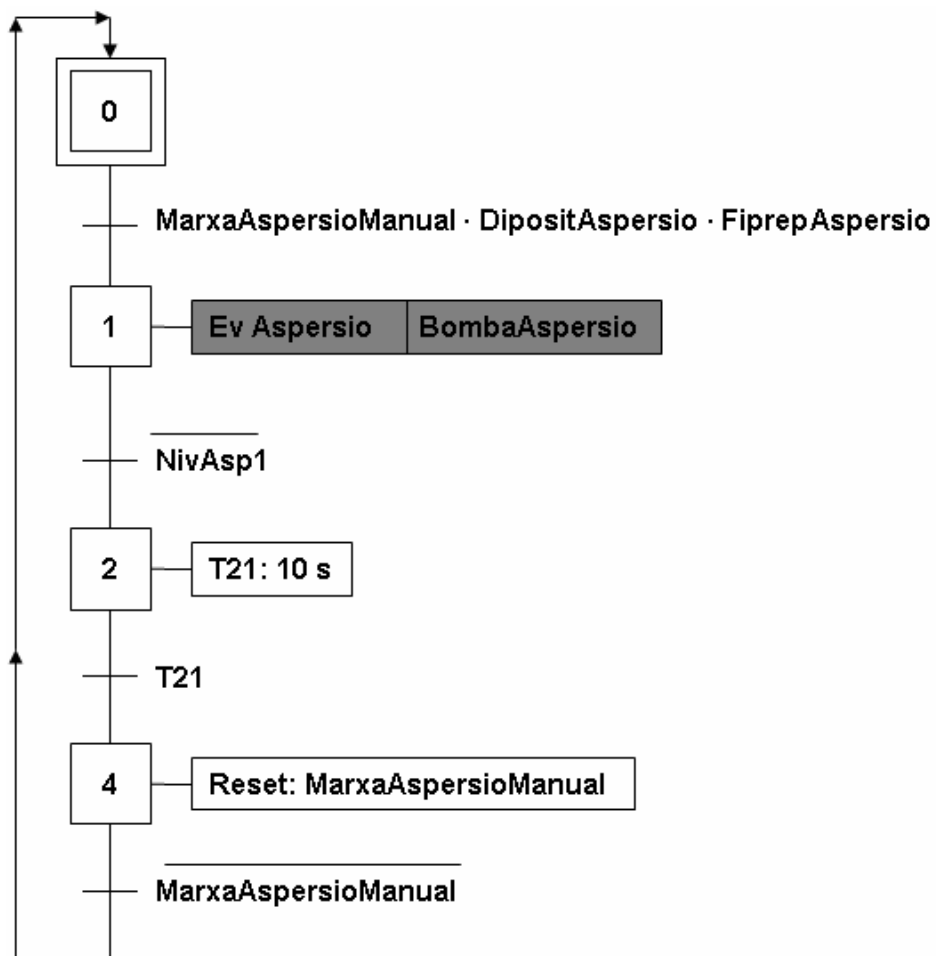 0
MarxaAspersioManual · DipositAspersio · FiprepAspersio
1
Ev Aspersio
BombaAspersio
NivAsp1
2
T21: 10 s
T21
4
Reset: MarxaAspersioManual
MarxaAspersioManual